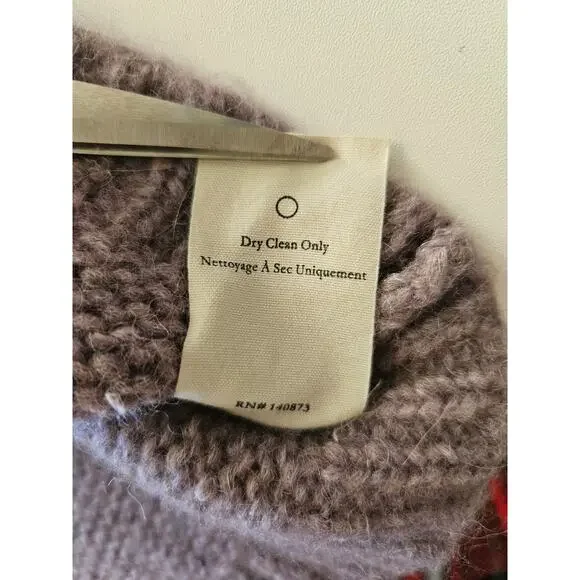 Dry Clean Only
Nettoyage À Sec Uniquement
RN# 140873